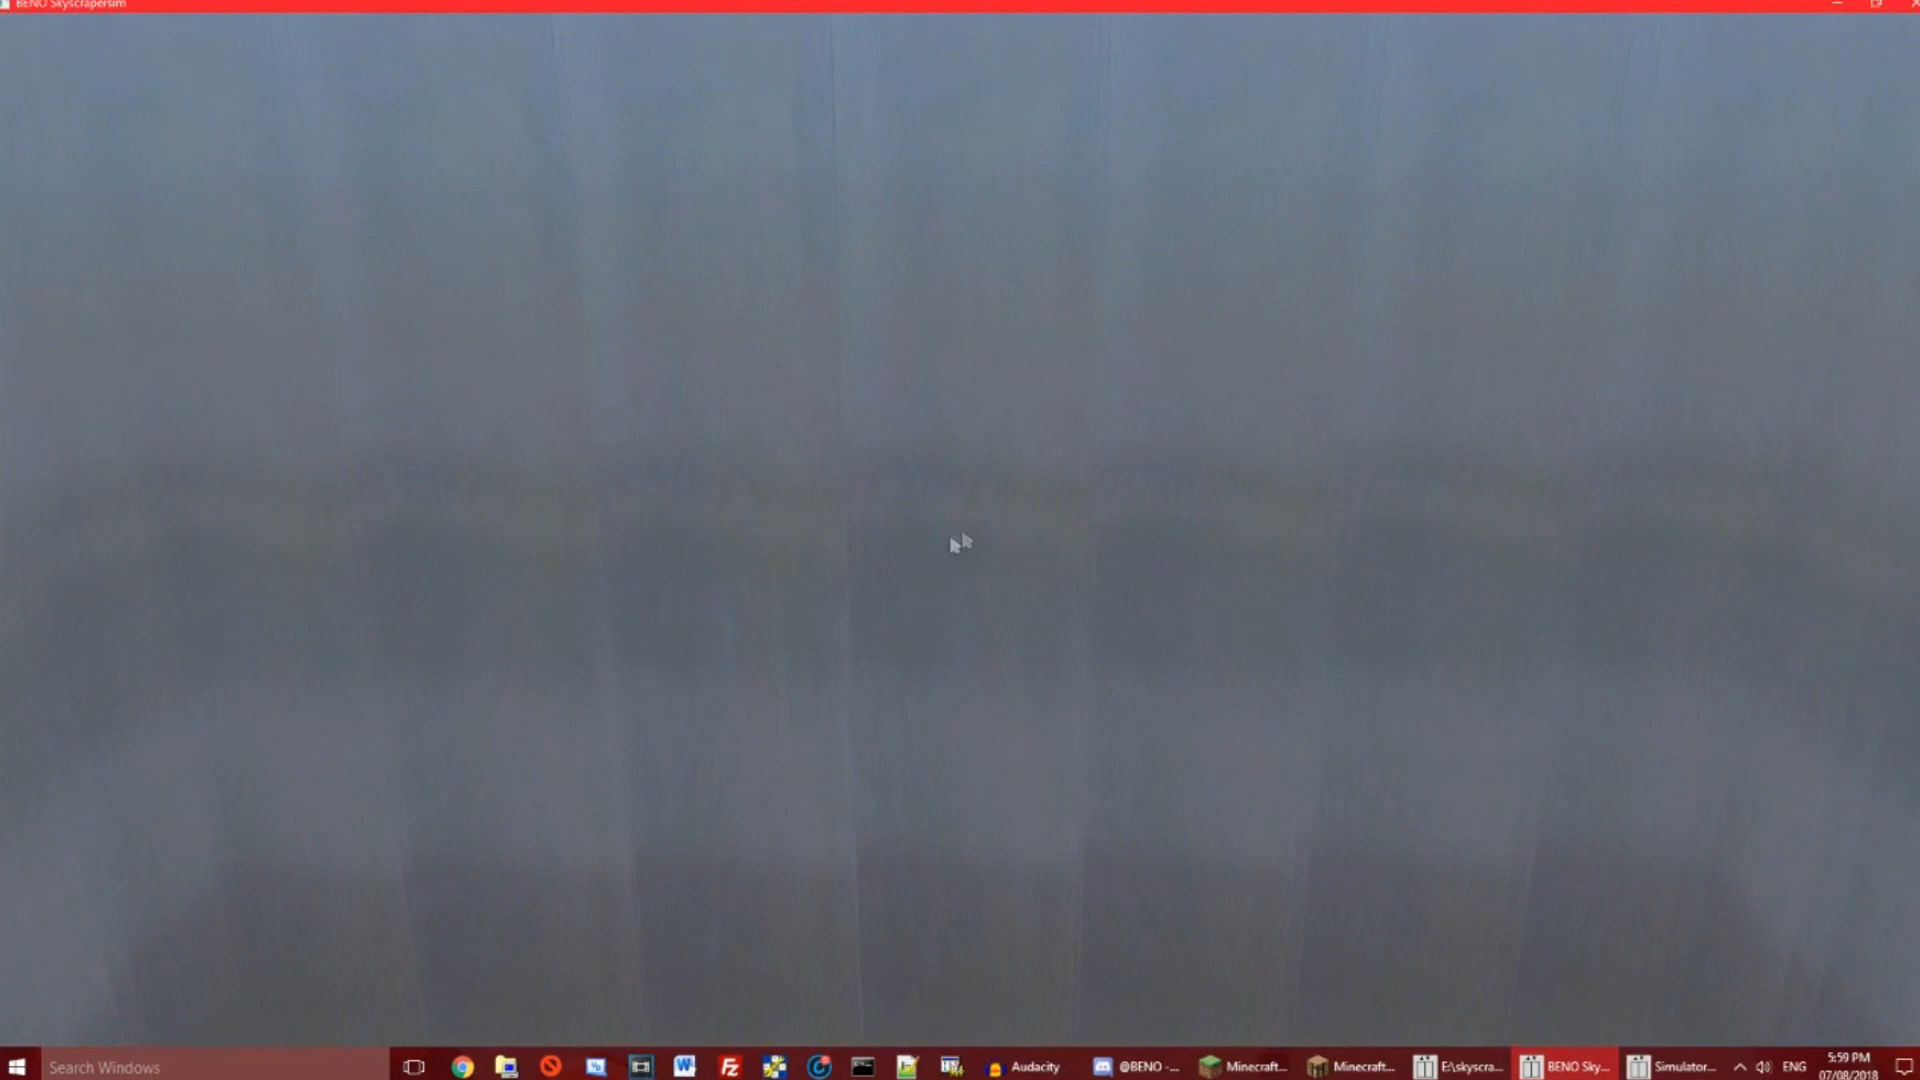 BENO Skyscrapersim
Search Windows
Audacity
@BENO -...
Minecraft...
Minecraft...
E:\skyscra...
BENO Sky...
Simulator...
ENG
5:59 PM
07/08/2018